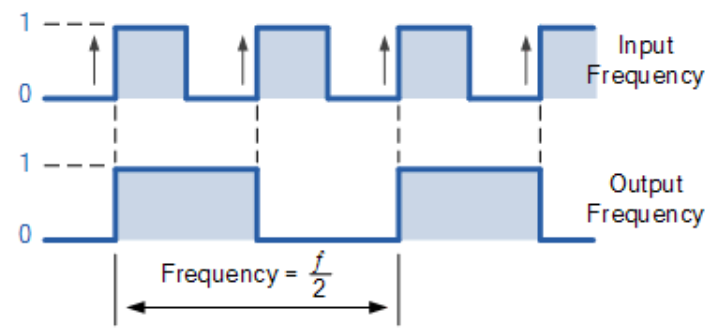 1
0
Input
Frequency
1
0
Output
Frequency
Frequency = f/2